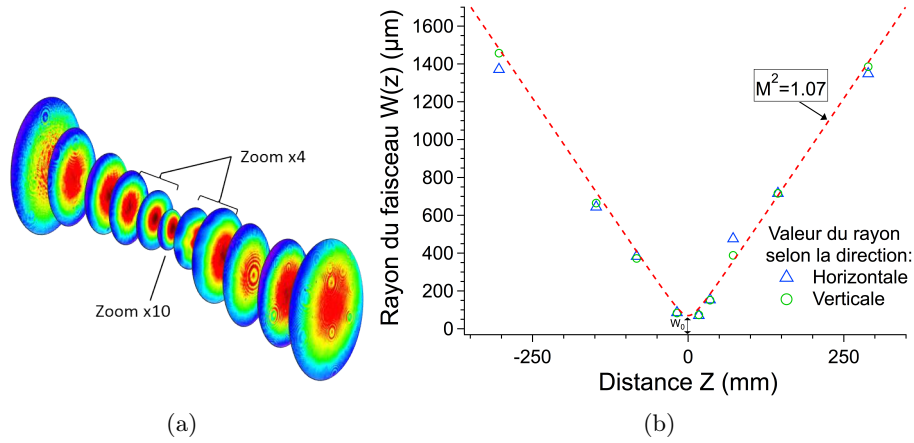 (a)
Zoom x4
Zoom x10
Rayon du faisceau W(z) (µm)
1600
1400
1200
1000
800
600
400
200
0
M²=1.07
Valeur du rayon
selon la direction:
Horizontale
Verticale
W₀
-250
0
250
Distance Z (mm)
(a)
(b)